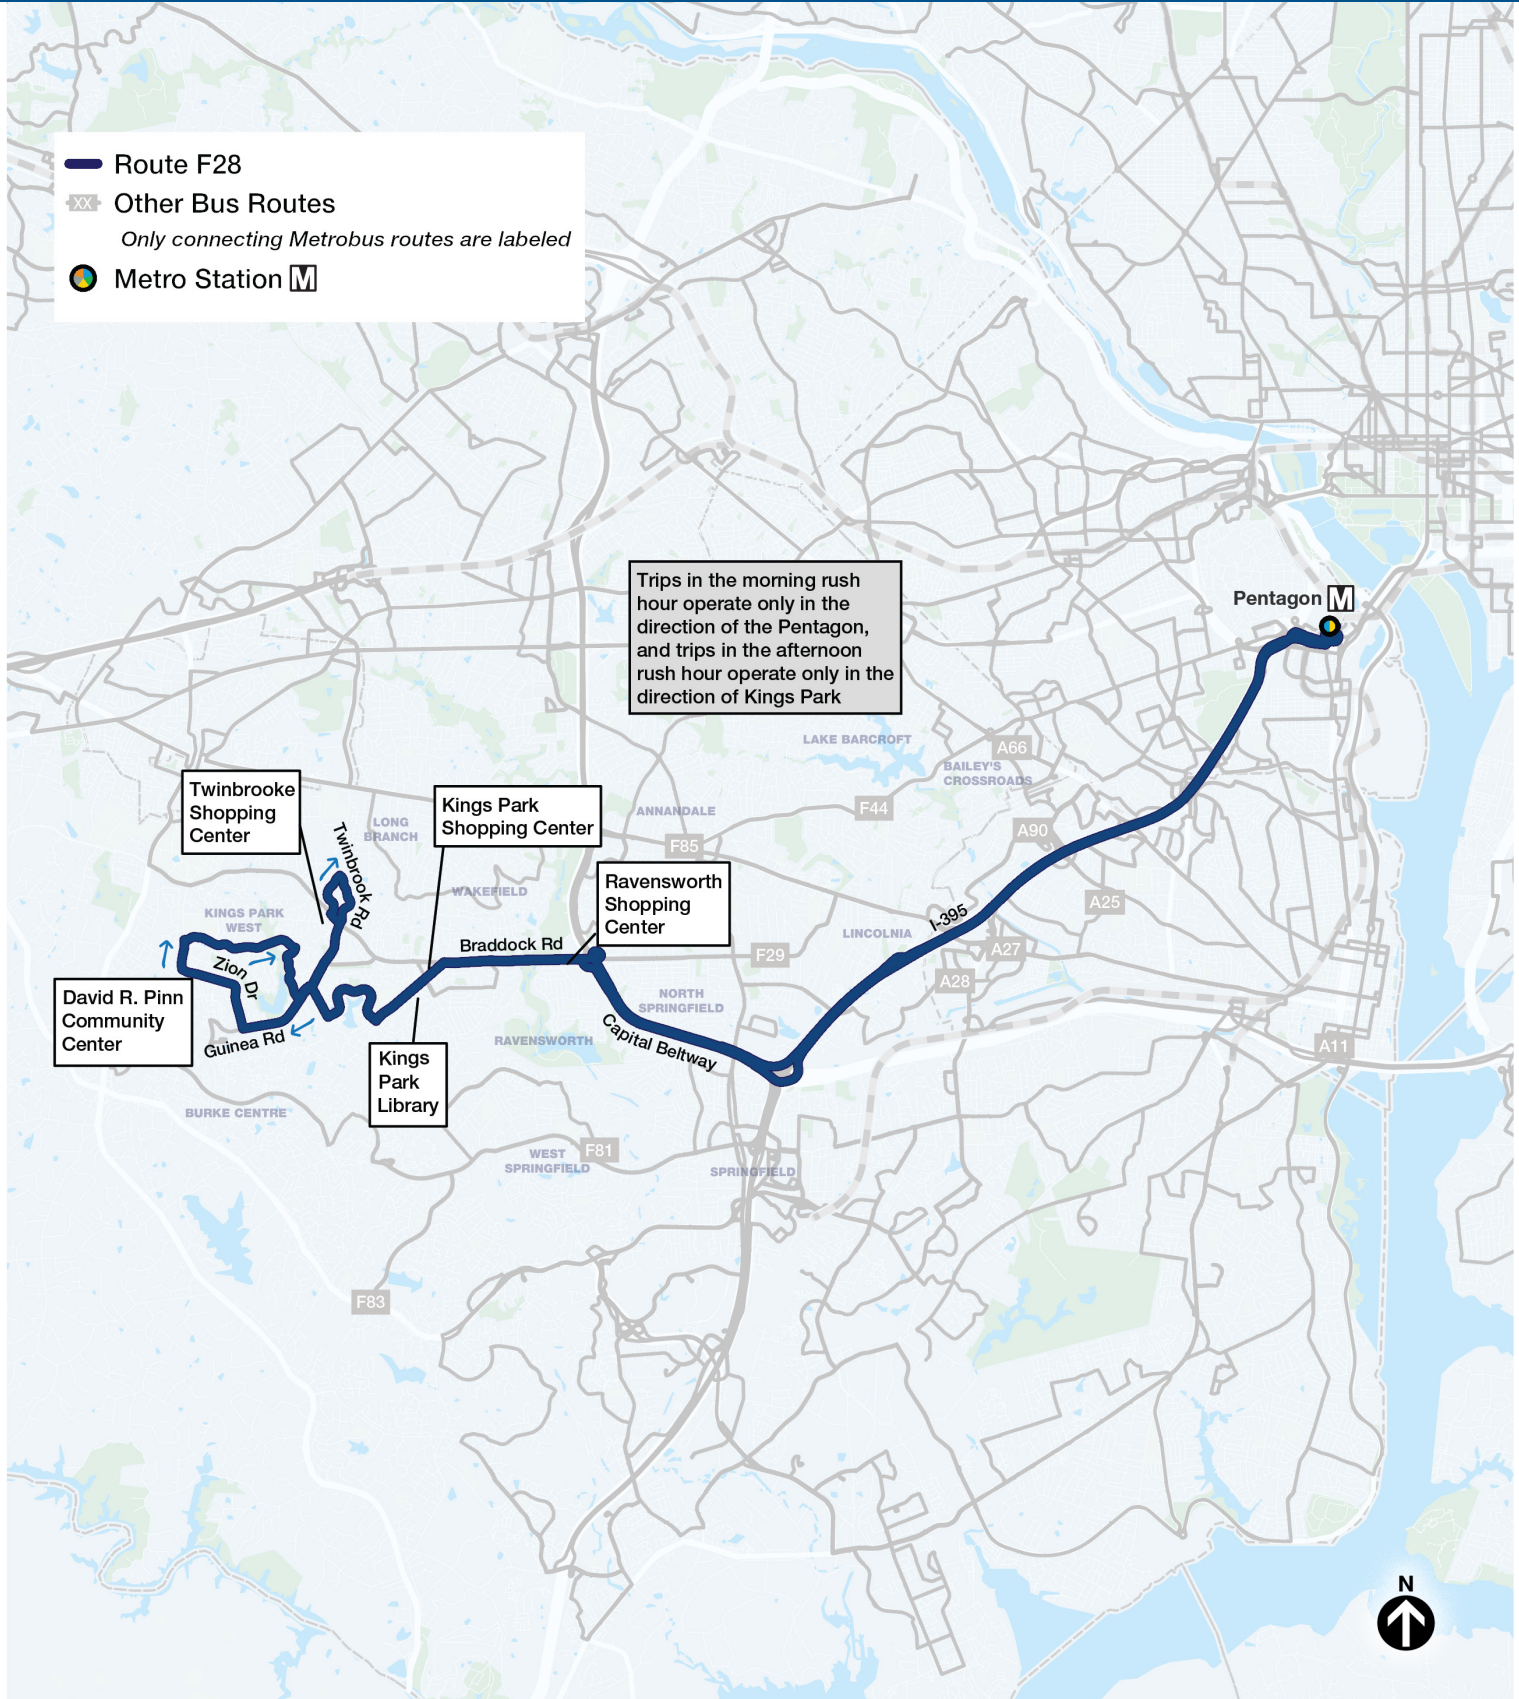 Route F28
XX
Other Bus Routes
Only connecting Metrobus routes are labeled
Metro Station M
Trips in the morning rush
hour operate only in the
direction of the Pentagon,
and trips in the afternoon
rush hour operate only in the
direction of Kings Park
Pentagon M
LAKE BARCROFT
A66
BAILEY'S
CROSSROADS
Twinbrooke
Shopping
Center
Kings Park
Shopping Center
ANNANDALE
F44
LONG
BRANCH
Twinbrook Rd
F85
A90
Ravensworth
Shopping
Center
WAKEFIELD
A25
KINGS PARK
WEST
I-395
LINCOLNIA
Braddock Rd
F29
A27
Zion Dr
A28
David R. Pinn
Community
Center
NORTH
SPRINGFIELD
Guinea Rd
RAVENSWORTH
Capital Beltway
A11
Kings
Park
Library
BURKE CENTRE
WEST
SPRINGFIELD
F81
SPRINGFIELD
F83
N